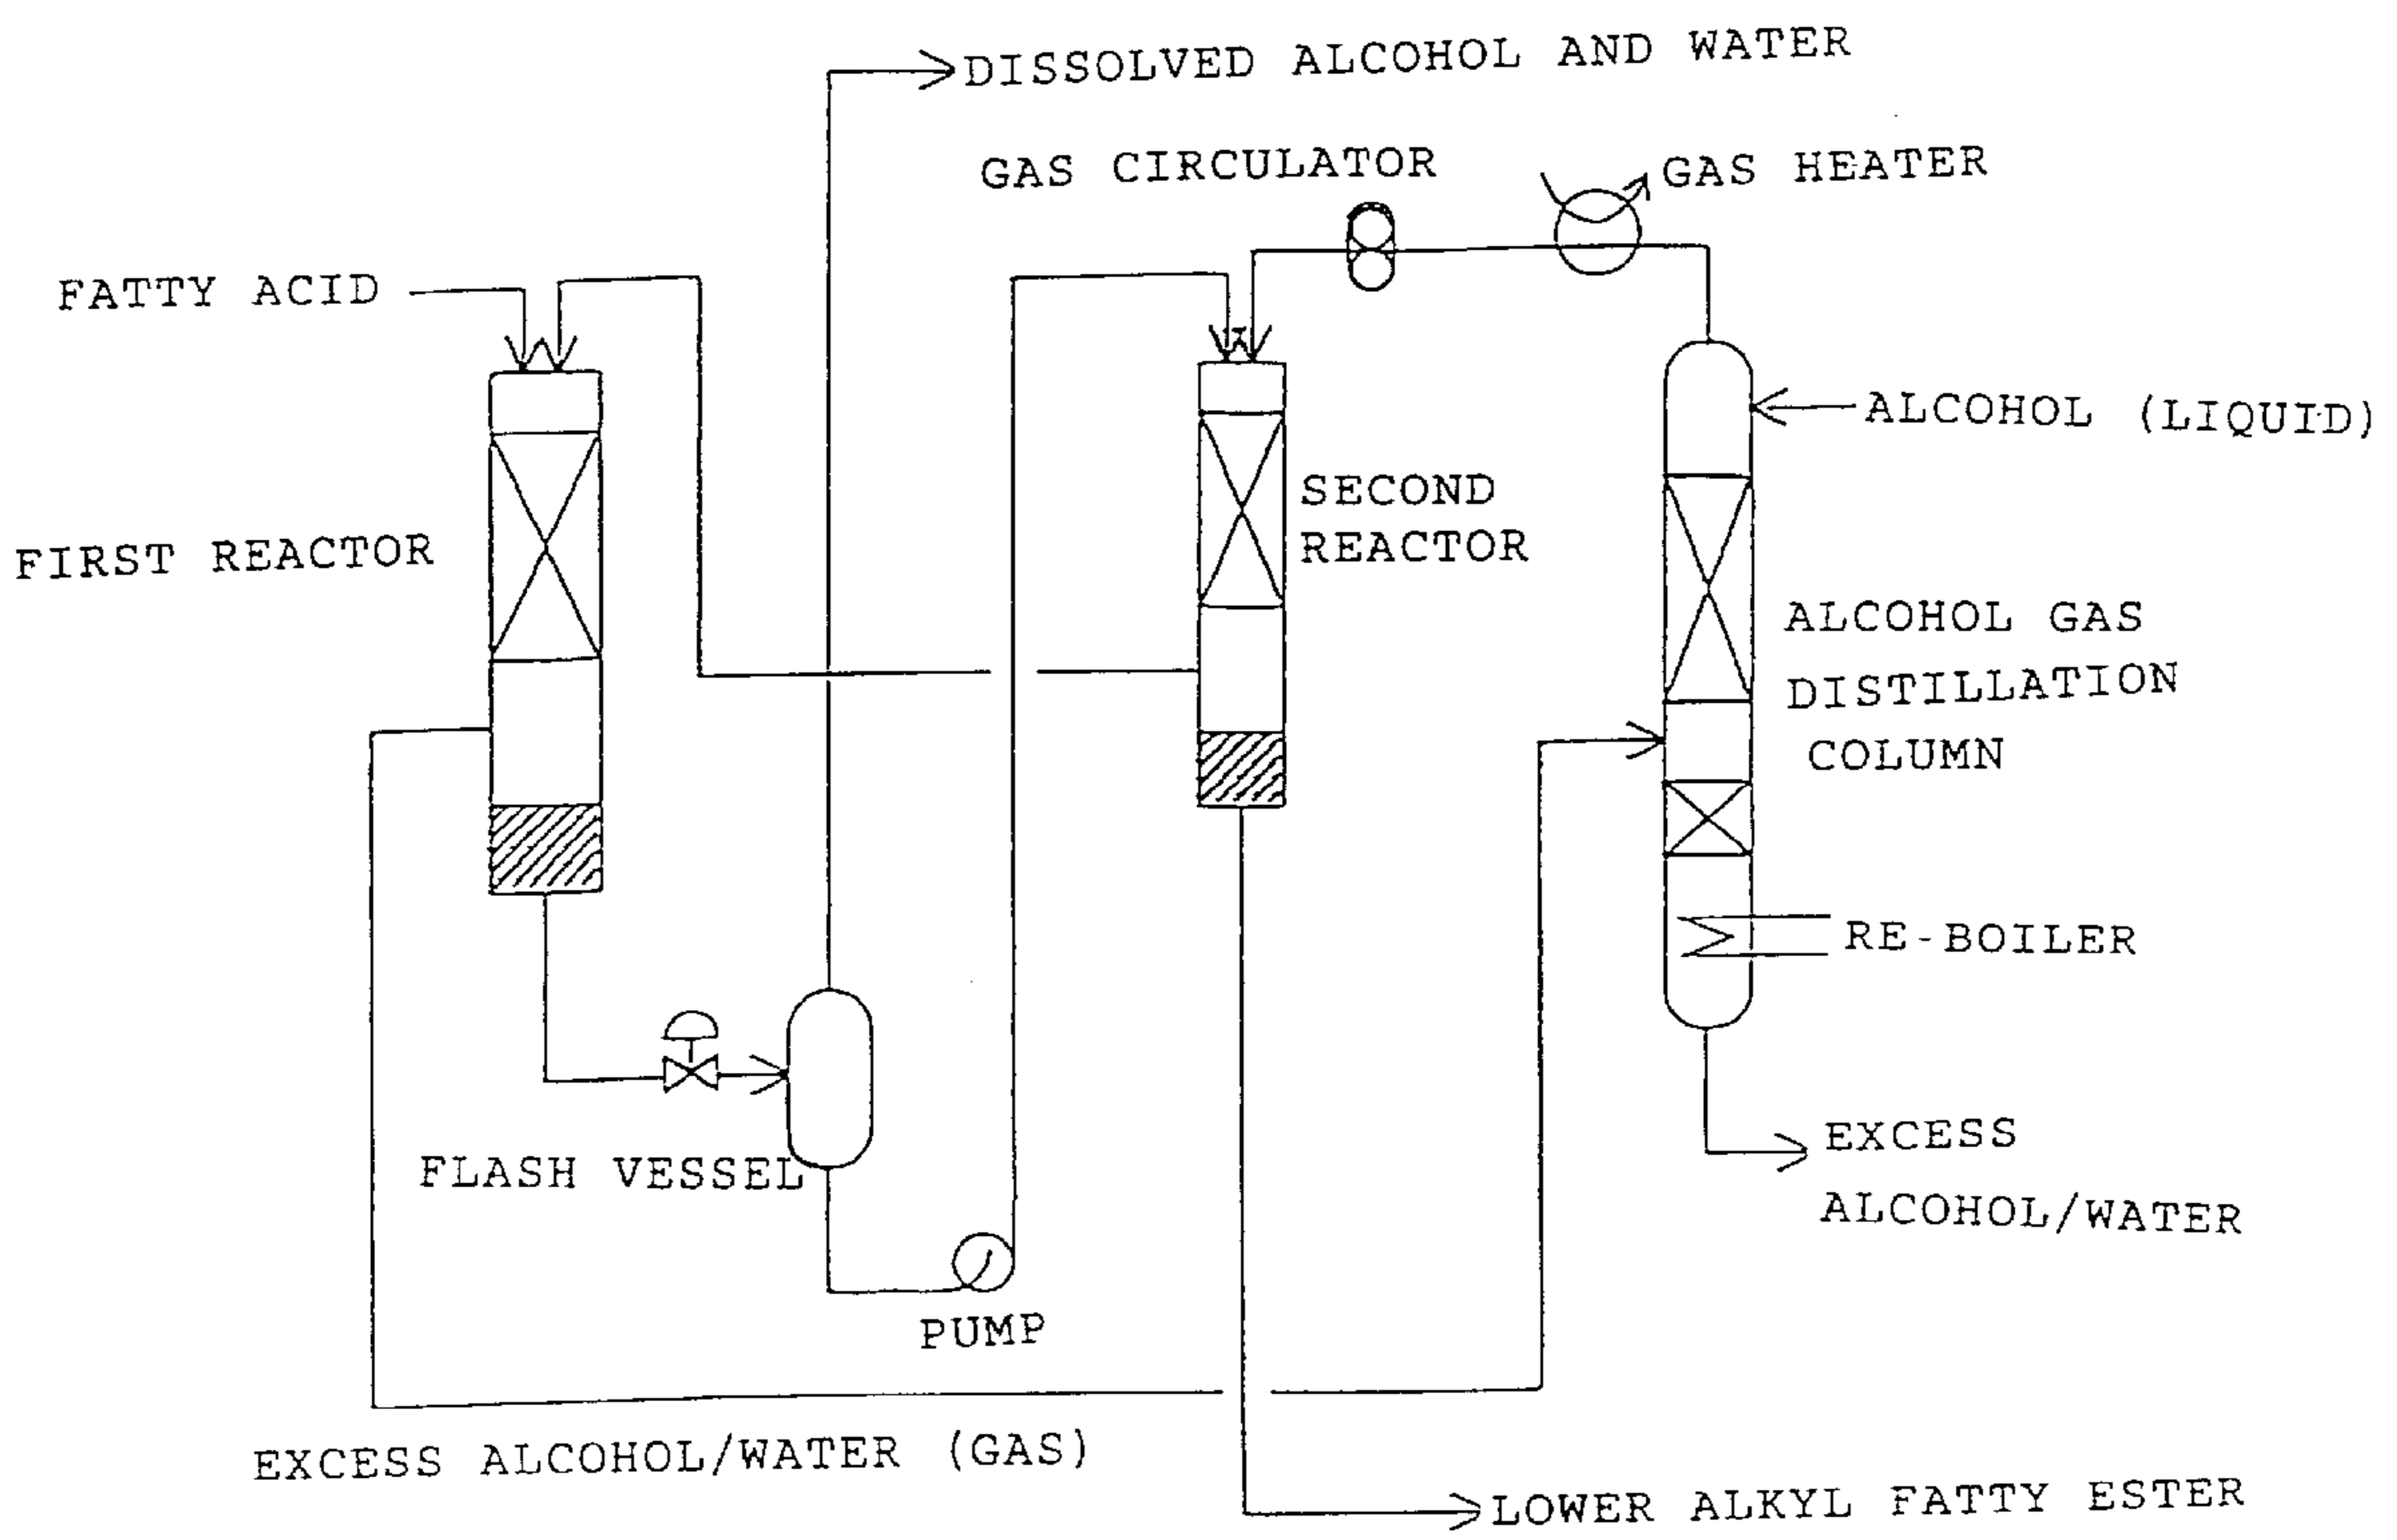 DISSOLVED ALCOHOL AND WATER
GAS CIRCULATOR
GAS HEATER
FATTY ACID
ALCOHOL (LIQUID)
SECOND
REACTOR
FIRST REACTOR
ALCOHOL GAS
DISTILLATION
COLUMN
RE-BOILER
EXCESS
ALCOHOL/WATER
FLASH VESSEL
PUMP
EXCESS ALCOHOL/WATER (GAS)
LOWER ALKYL FATTY ESTER